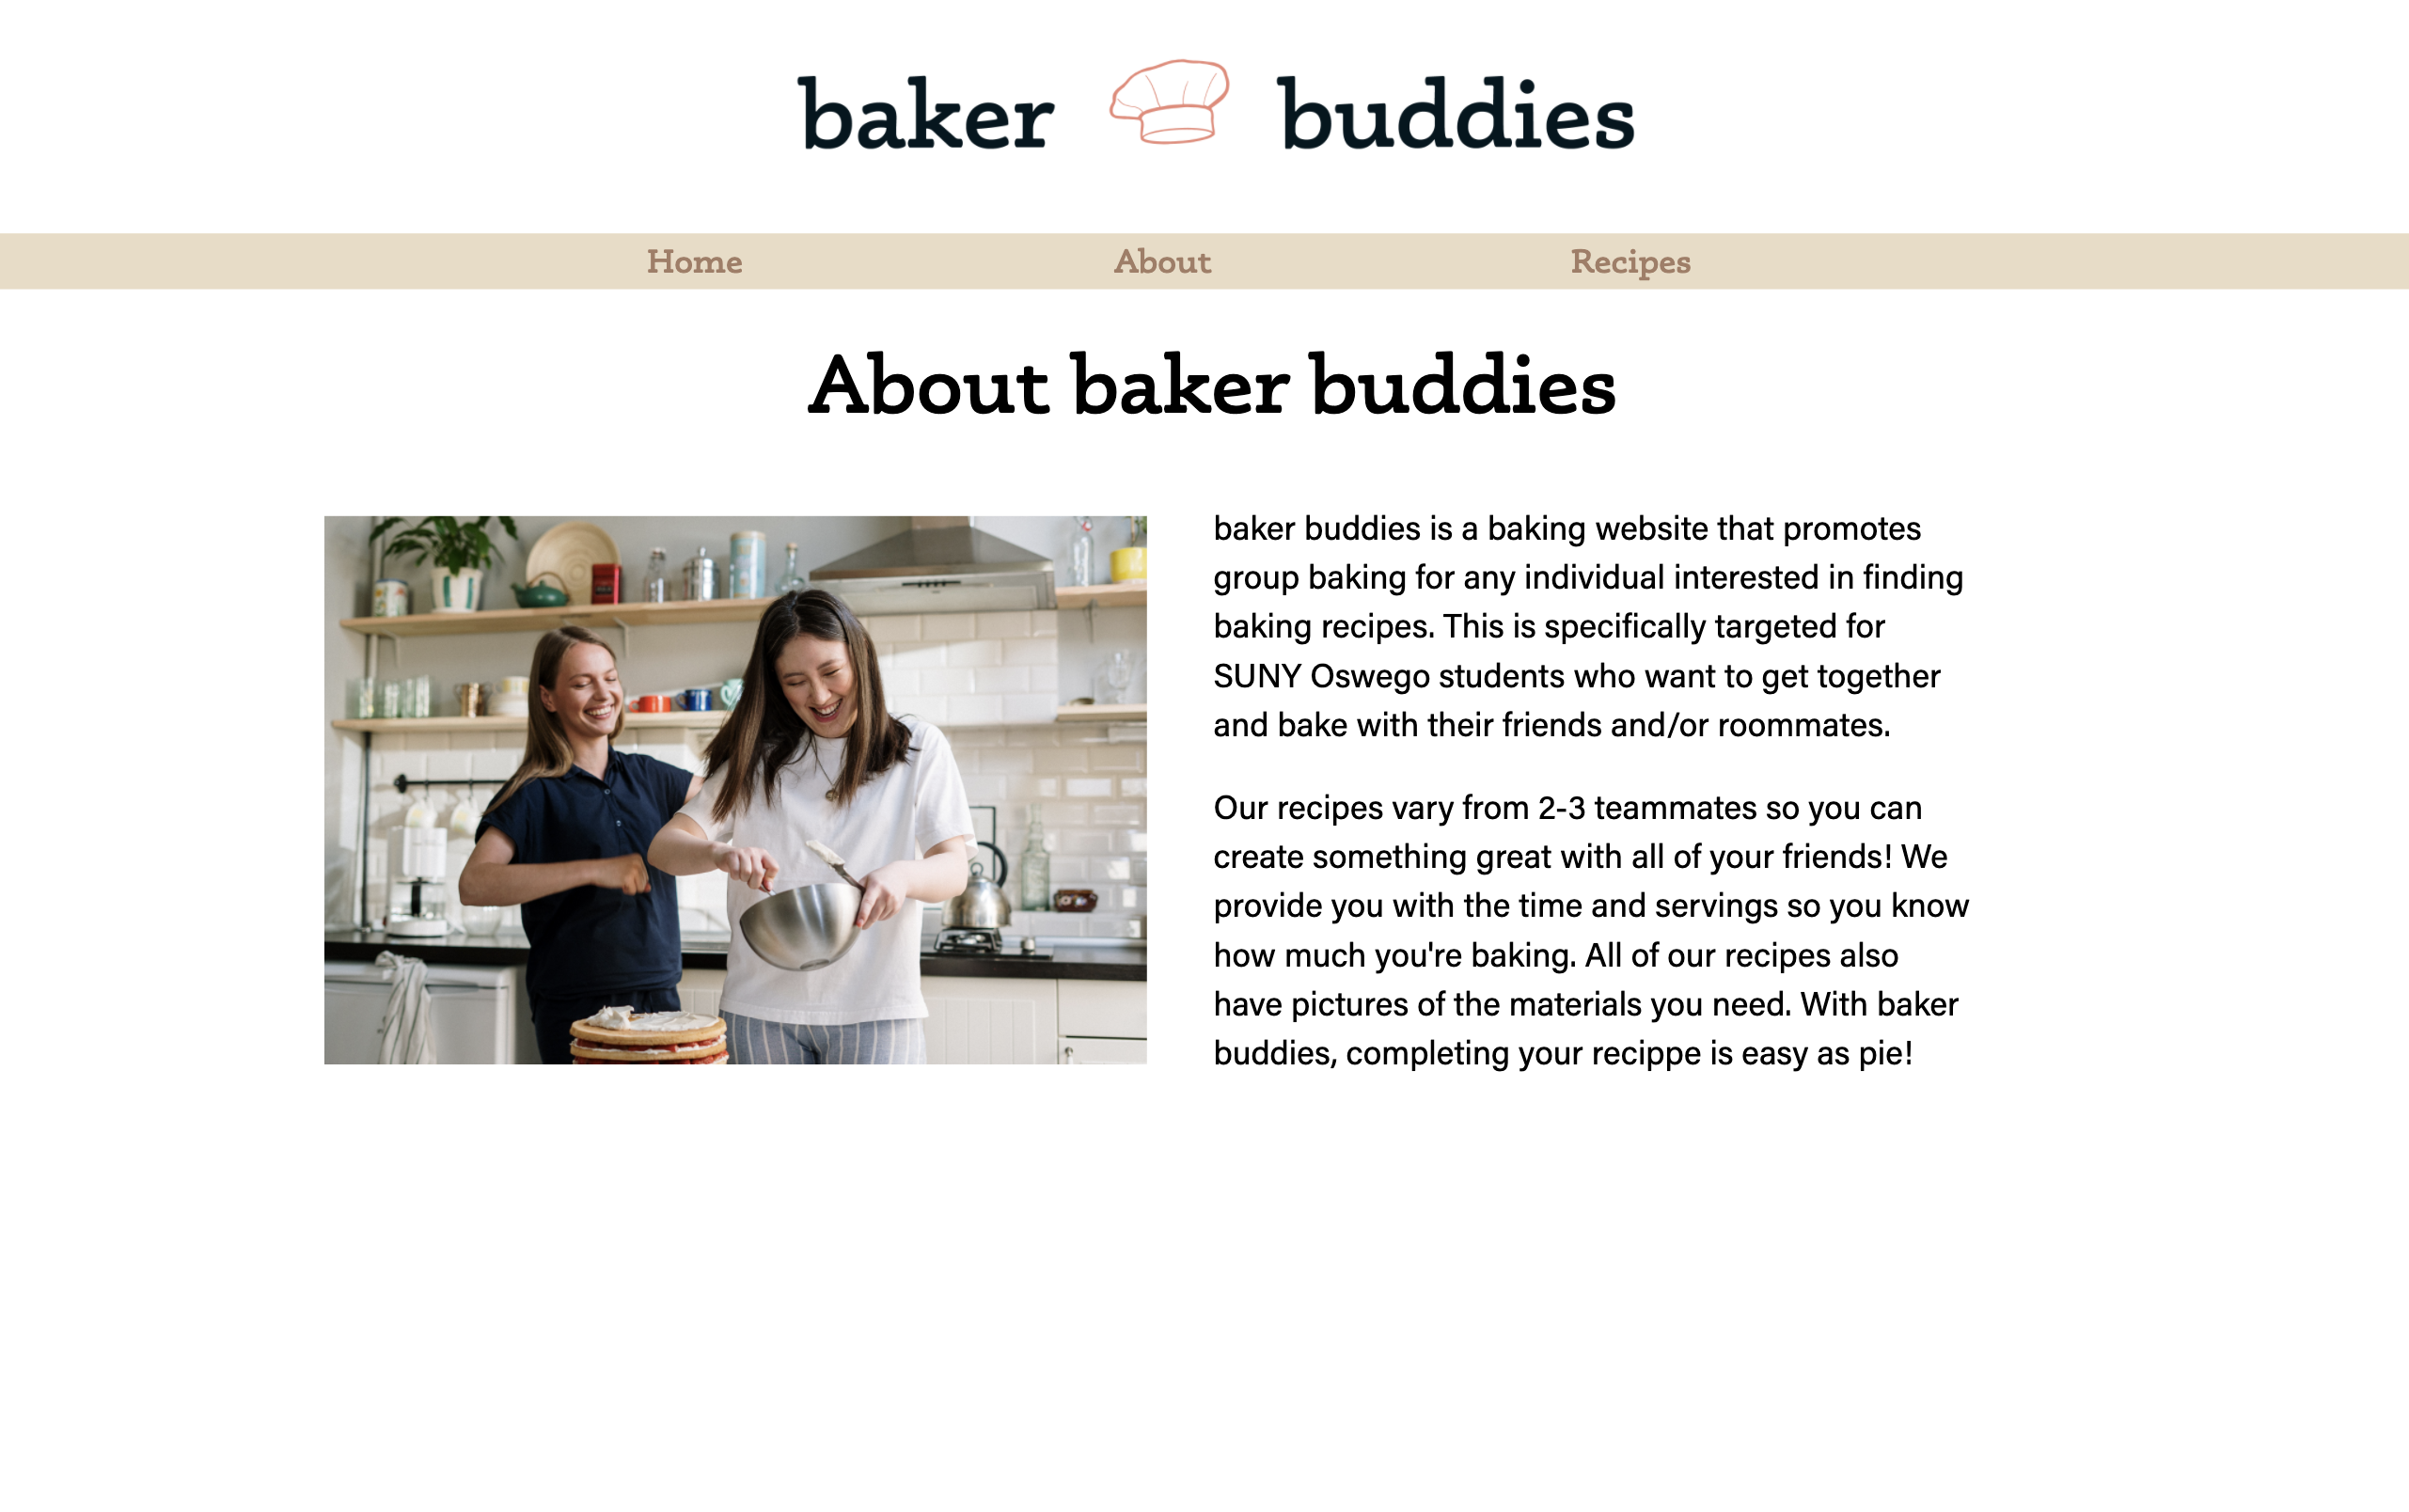 baker buddies
Home About Recipes
About baker buddies
baker buddies is a baking website that promotes
group baking for any individual interested in finding
baking recipes. This is specifically targeted for
SUNY Oswego students who want to get together
and bake with their friends and/or roommates.
Our recipes vary from 2-3 teammates so you can
create something great with all of your friends! We
provide you with the time and servings so you know
how much you're baking. All of our recipes also
have pictures of the materials you need. With baker
buddies, completing your recippe is easy as pie!